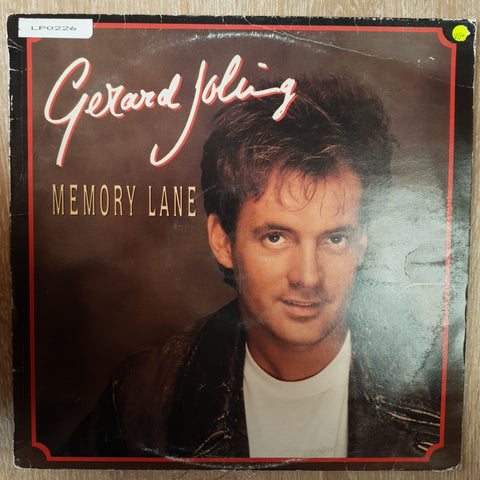 LP0226
Gerard Joling
MEMORY LANE